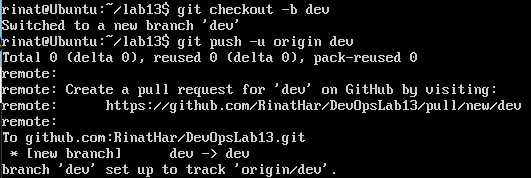 rinat@Ubuntu:~/lab13$ git checkout -b dev
Switched to a new branch 'dev'
rinat@Ubuntu:~/lab13$ git push -u origin dev
Total 0 (delta 0), reused 0 (delta 0), pack-reused 0
remote:
remote: Create a pull request for 'dev' on GitHub by visiting:
remote:      https://github.com/RinatHar/DevOpsLab13/pull/new/dev
remote:
To github.com:RinatHar/DevOpsLab13.git
 * [new branch]      dev -> dev
branch 'dev' set up to track 'origin/dev'.